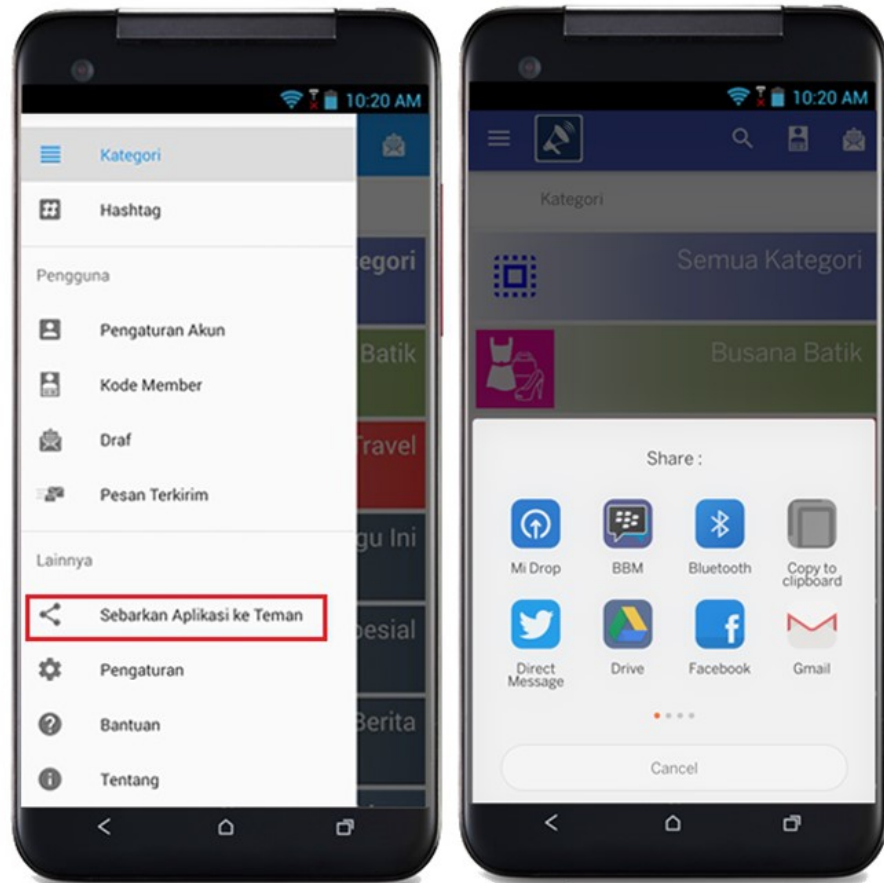 10:20 AM
Kategori
Hashtag
Pengguna
Pengaturan Akun
Kode Member
Draf
Pesan Terkirim
Lainnya
Sebarkan Aplikasi ke Teman
Pengaturan
Bantuan
Tentang
egori
Batik
Travel
gu Ini
pesial
Berita
10:20 AM
Kategori
Semua Kategori
Busana Batik
Share :
Mi Drop
BBM
Bluetooth
Copy to
clipboard
Direct
Message
Drive
Facebook
Gmail
Cancel